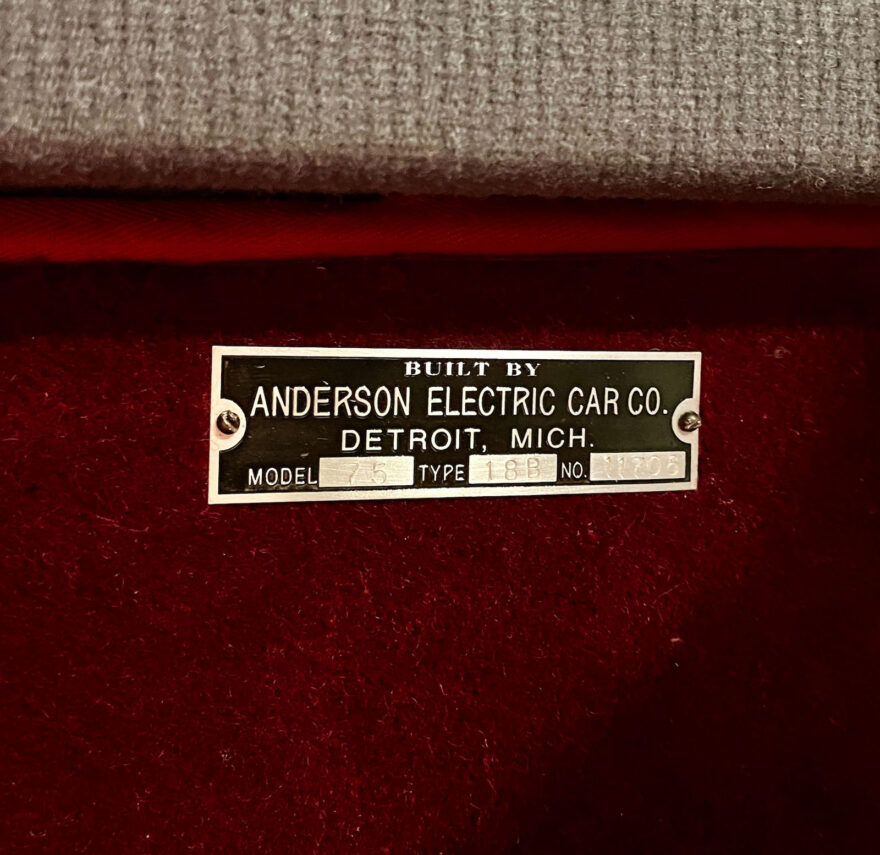 BUILT BY
ANDERSON ELECTRIC CAR CO.
DETROIT, MICH.
MODEL 75 TYPE 18B NO.